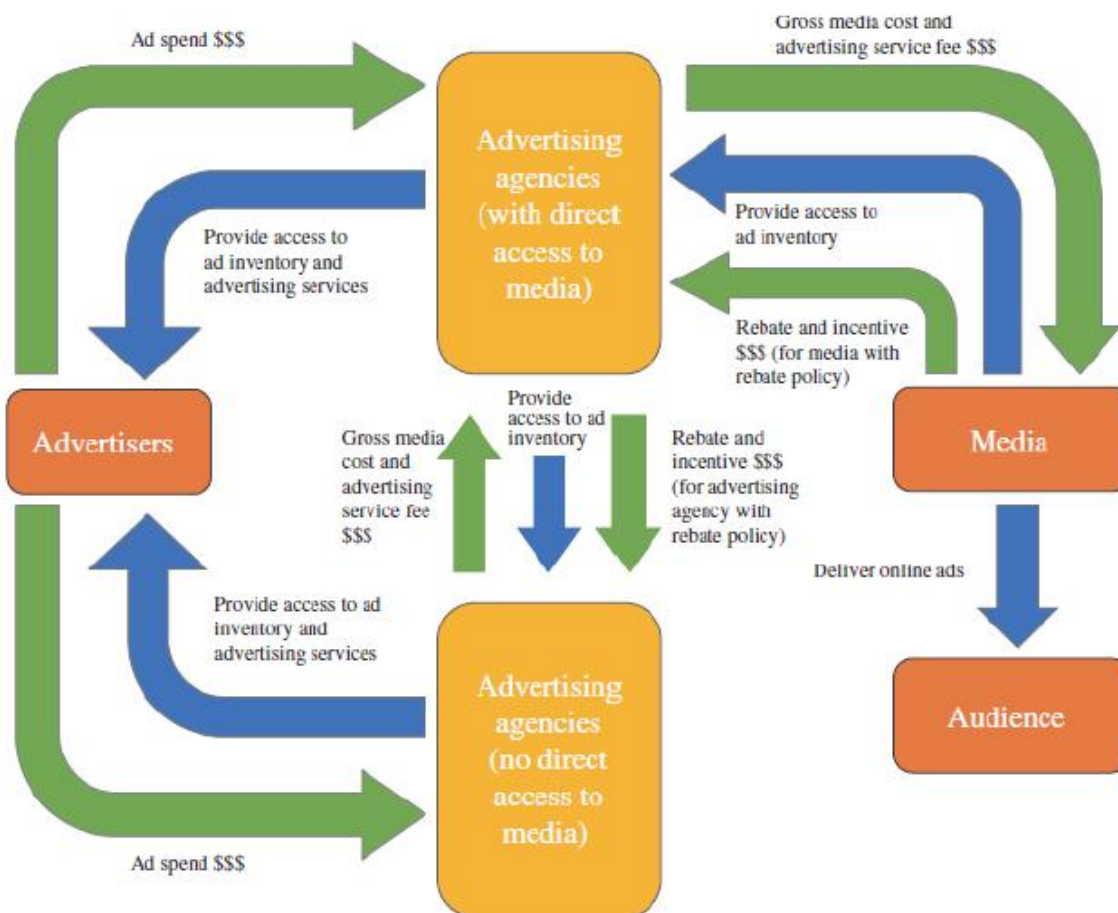 Ad spend $$$
Gross media cost and
advertising service fee $$$
Advertising
agencies
(with direct
access to
media)
Provide access to
ad inventory and
advertising services
Provide access to
ad inventory
Rebate and incentive
$$$ (for media with
rebate policy)
Advertisers
Media
Gross media
cost and
advertising
service fee
$$$
Provide
access to ad
inventory
Rebate and
incentive $$$
(for advertising
agency with
rebate policy)
Deliver online ads
Provide access to ad
inventory and
advertising services
Advertising
agencies
(no direct
access to
media)
Audience
Ad spend $$$